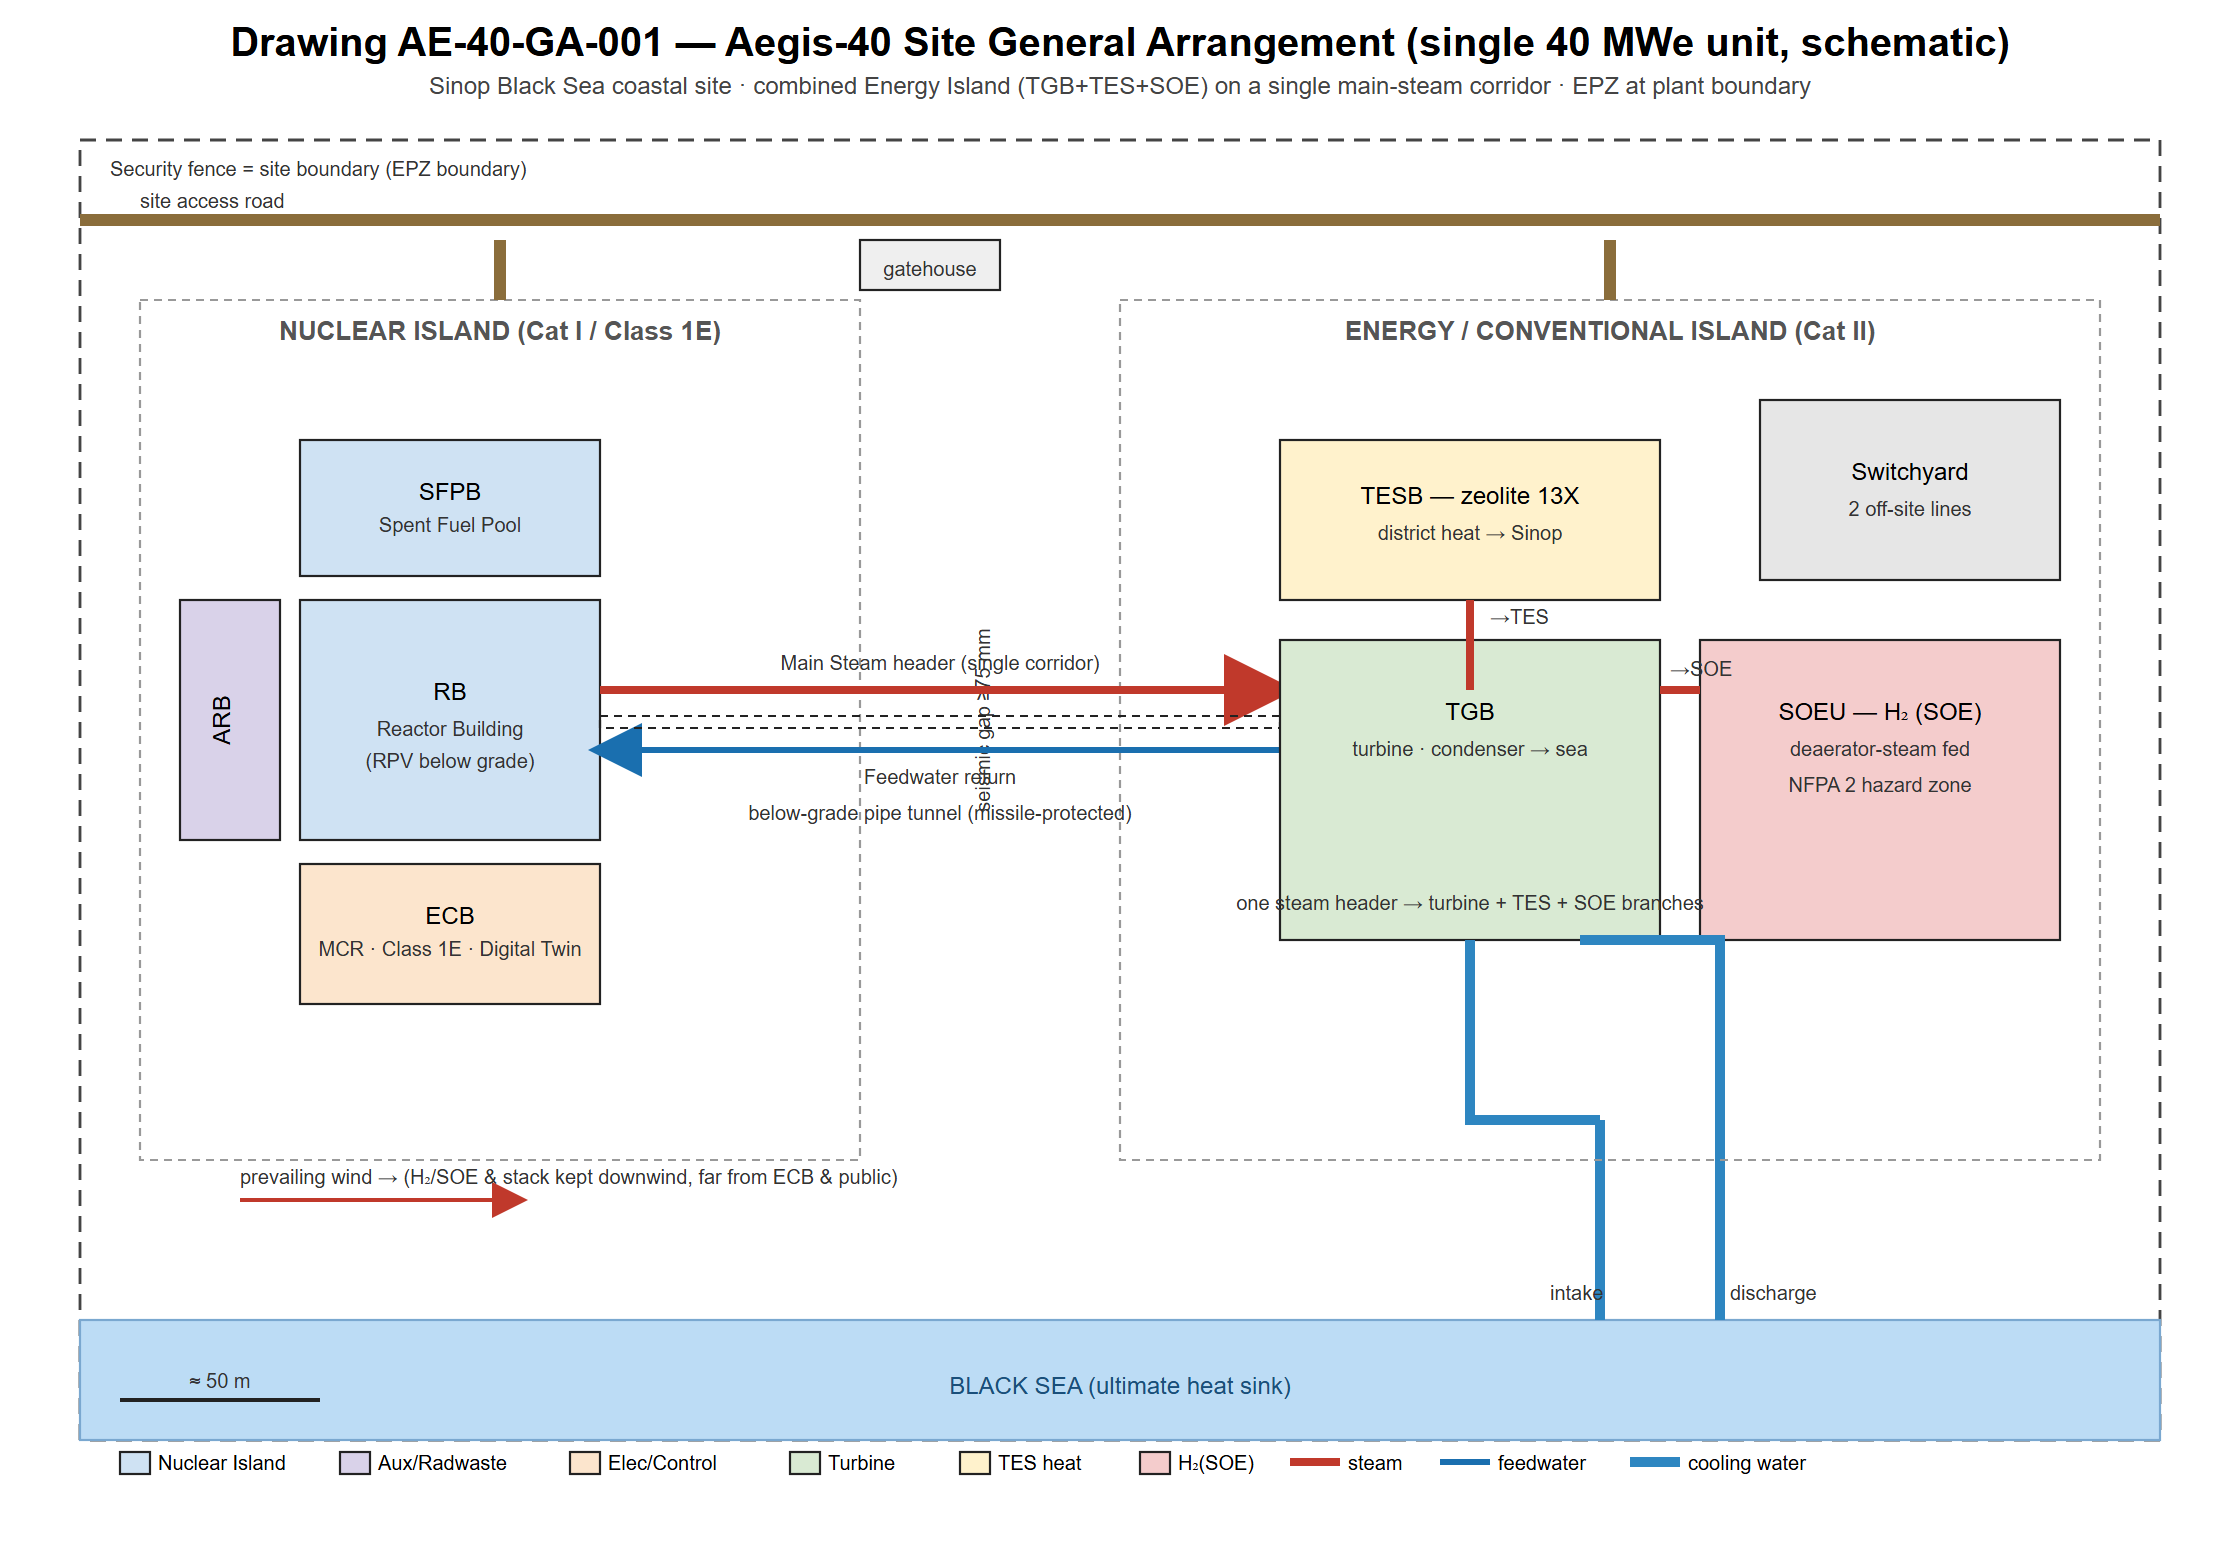 Drawing AE-40-GA-001 — Aegis-40 Site General Arrangement (single 40 MWe unit, schematic)
Sinop Black Sea coastal site · combined Energy Island (TGB+TES+SOE) on a single main-steam corridor · EPZ at plant boundary
Security fence = site boundary (EPZ boundary)
site access road
gatehouse
NUCLEAR ISLAND (Cat I / Class 1E)
SFPB
Spent Fuel Pool
ARB
RB
Reactor Building
(RPV below grade)
ECB
MCR · Class 1E · Digital Twin
Main Steam header (single corridor)
seismic gap ≥75 mm
Feedwater return
below-grade pipe tunnel (missile-protected)
ENERGY / CONVENTIONAL ISLAND (Cat II)
TESB — zeolite 13X
district heat → Sinop
Switchyard
2 off-site lines
→TES
→SOE
TGB
turbine · condenser → sea
SOEU — H₂ (SOE)
deaerator-steam fed
NFPA 2 hazard zone
one steam header → turbine + TES + SOE branches
prevailing wind → (H₂/SOE & stack kept downwind, far from ECB & public)
intake
discharge
≈ 50 m
BLACK SEA (ultimate heat sink)
Nuclear Island
Aux/Radwaste
Elec/Control
Turbine
TES heat
H₂(SOE)
steam
feedwater
cooling water